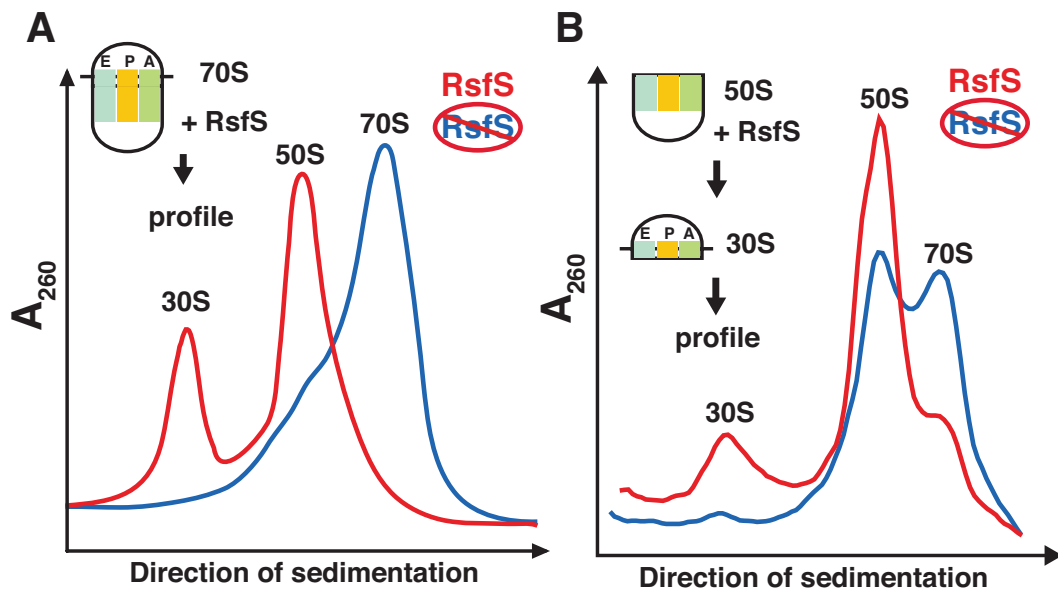 A
E P A
70S
+ RsfS
profile
RsfS
RsfS
30S
50S
70S
A260
Direction of sedimentation
B
50S
+ RsfS
E P A
30S
profile
RsfS
RsfS
30S
50S
70S
A260
Direction of sedimentation